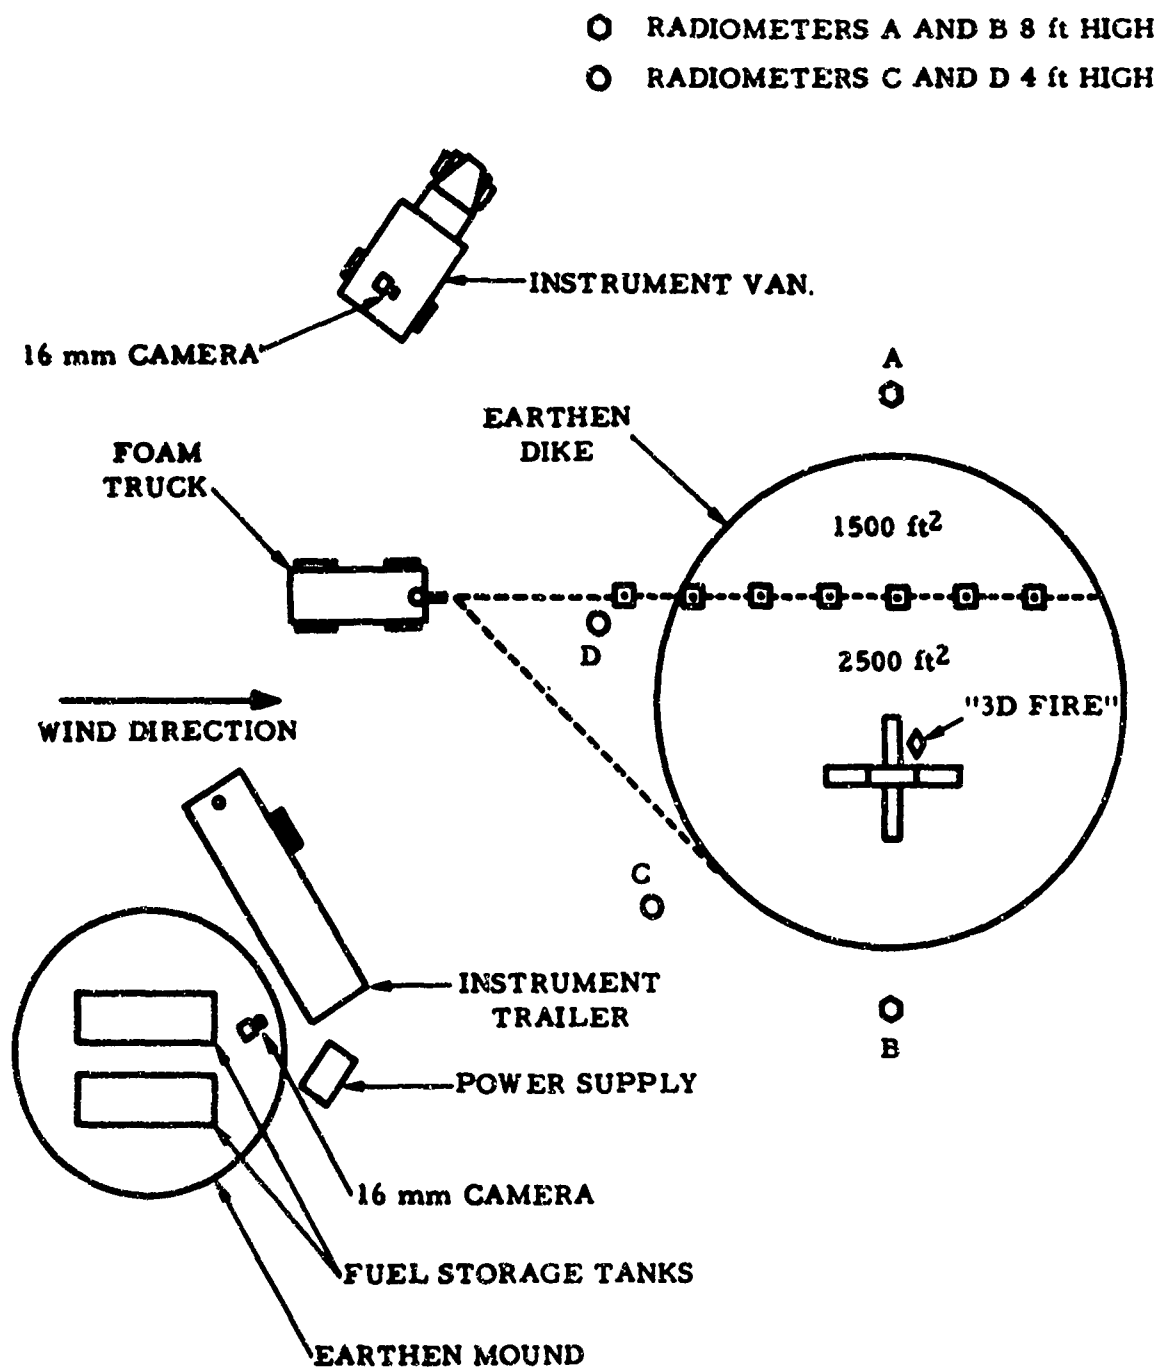 RADIOMETERS A AND B 8 ft HIGH
RADIOMETERS C AND D 4 ft HIGH
INSTRUMENT VAN.
16 mm CAMERA
A
EARTHEN
DIKE
FOAM
TRUCK
1500 ft²
D
2500 ft²
"3D FIRE"
WIND DIRECTION
C
INSTRUMENT
TRAILER
B
POWER SUPPLY
16 mm CAMERA
FUEL STORAGE TANKS
EARTHEN MOUND